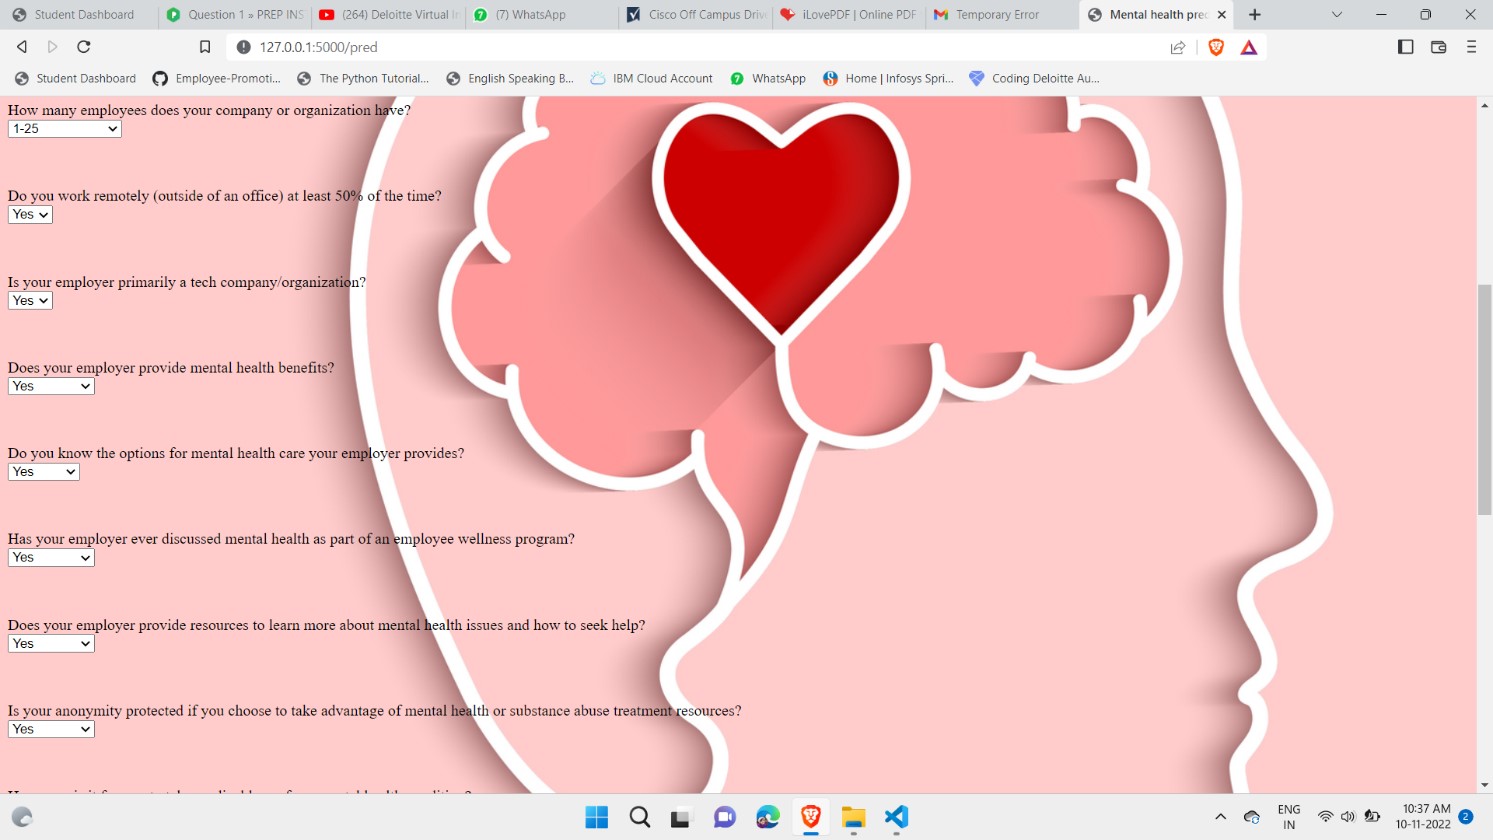 Student Dashboard
Question 1 » PREP INS
(264) Deloitte Virtual In
(7) WhatsApp
Cisco Off Campus Driv
iLovePDF | Online PDF
Temporary Error
Mental health pred
127.0.0.1:5000/pred
Student Dashboard
Employee-Promoti...
The Python Tutorial...
English Speaking B...
IBM Cloud Account
WhatsApp
Home | Infosys Spri...
Coding Deloitte Au...
How many employees does your company or organization have?
1-25
Do you work remotely (outside of an office) at least 50% of the time?
Yes
Is your employer primarily a tech company/organization?
Yes
Does your employer provide mental health benefits?
Yes
Do you know the options for mental health care your employer provides?
Yes
Has your employer ever discussed mental health as part of an employee wellness program?
Yes
Does your employer provide resources to learn more about mental health issues and how to seek help?
Yes
Is your anonymity protected if you choose to take advantage of mental health or substance abuse treatment resources?
Yes
ENG
IN
10:37 AM
10-11-2022
2